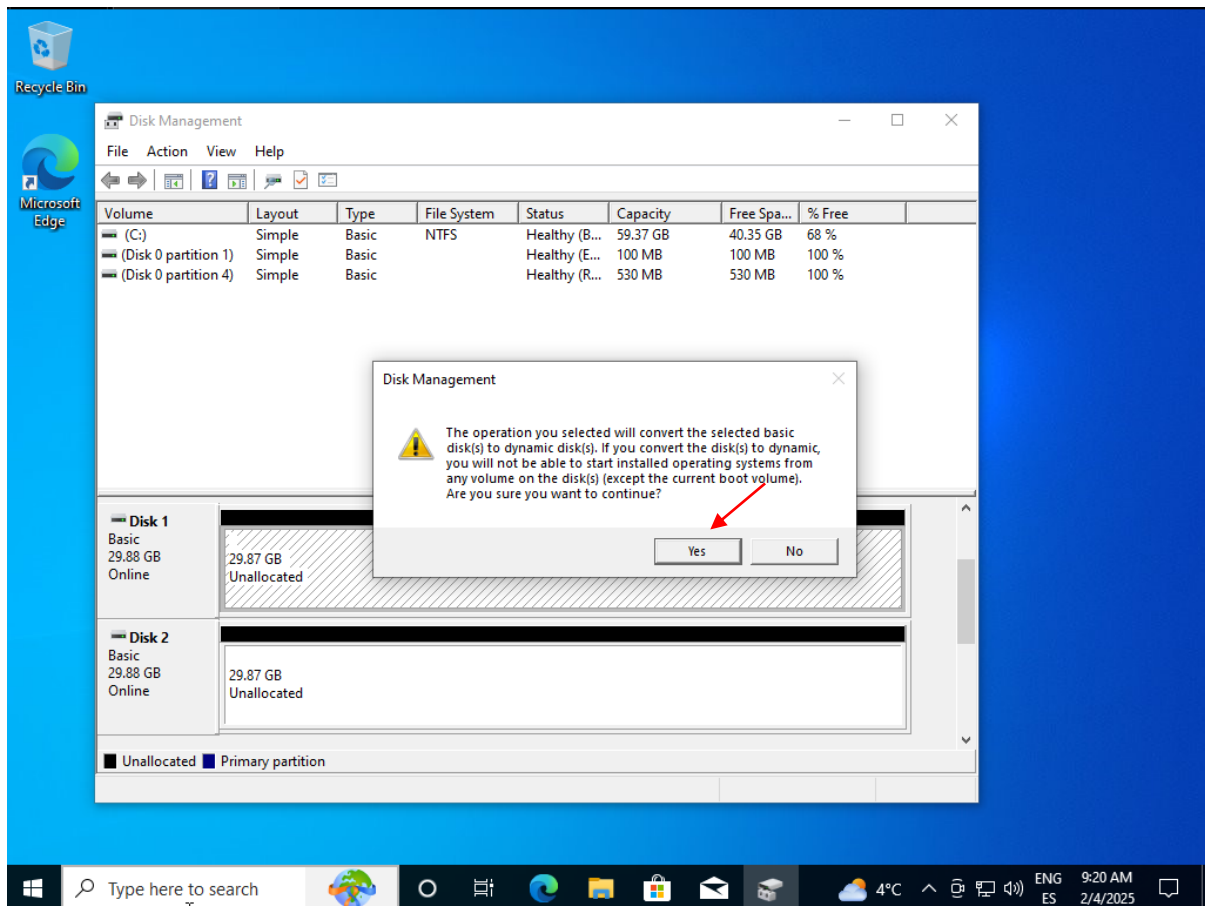 Recycle Bin
Microsoft
Edge
Disk Management
File Action View Help
Volume Layout Type File System Status Capacity Free Spa... % Free
(C:) Simple Basic NTFS Healthy (B... 59.37 GB 40.35 GB 68 %
(Disk 0 partition 1) Simple Basic Healthy (E... 100 MB 100 MB 100 %
(Disk 0 partition 4) Simple Basic Healthy (R... 530 MB 530 MB 100 %
Disk Management
The operation you selected will convert the selected basic
disk(s) to dynamic disk(s). If you convert the disk(s) to dynamic,
you will not be able to start installed operating systems from
any volume on the disk(s) (except the current boot volume).
Are you sure you want to continue?
Yes No
Disk 1
Basic
29.88 GB
Online
29.87 GB
Unallocated
Disk 2
Basic
29.88 GB
Online
29.87 GB
Unallocated
Unallocated Primary partition
Type here to search
4°C
ENG
ES
9:20 AM
2/4/2025